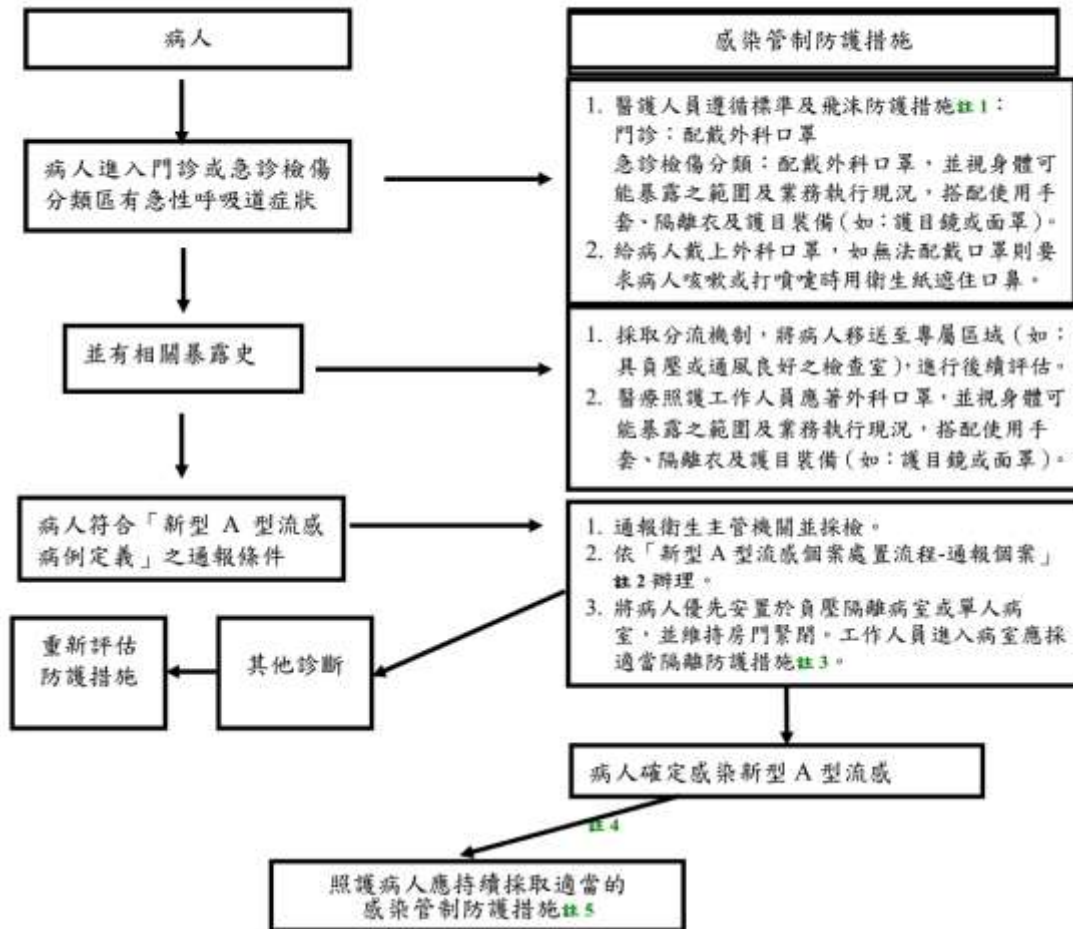 病人
感染管制防護措施
1. 醫護人員遵循標準及飛沫防護措施註1：
門診：配戴外科口罩
急診檢傷分類：配戴外科口罩，並視身體可
能暴露之範圍及業務執行現況，搭配使用手
套、隔離衣及護目裝備(如：護目鏡或面罩)。
2. 給病人戴上外科口罩，如無法配戴口罩則要
求病人咳嗽或打噴嚏時用衛生紙遮住口鼻。
病人進入門診或急診檢傷
分類區有急性呼吸道症狀
並有相關暴露史
1. 採取分流機制，將病人移送至專屬區域(如：
具負壓或通風良好之檢查室)，進行後續評估。
2. 醫療照護工作人員應著外科口罩，並視身體可
能暴露之範圍及業務執行現況，搭配使用手
套、隔離衣及護目裝備(如：護目鏡或面罩)。
病人符合「新型 A 型流感
病例定義」之通報條件
1. 通報衛生主管機關並採檢。
2. 依「新型 A 型流感個案處置流程-通報個案」
註2辦理。
3. 將病人優先安置於負壓隔離病室或單人病
室，並維持房門緊閉。工作人員進入病室應採
適當隔離防護措施註3。
重新評估
防護措施
其他診斷
病人確定感染新型 A 型流感
註4
照護病人應持續採取適當的
感染管制防護措施註5